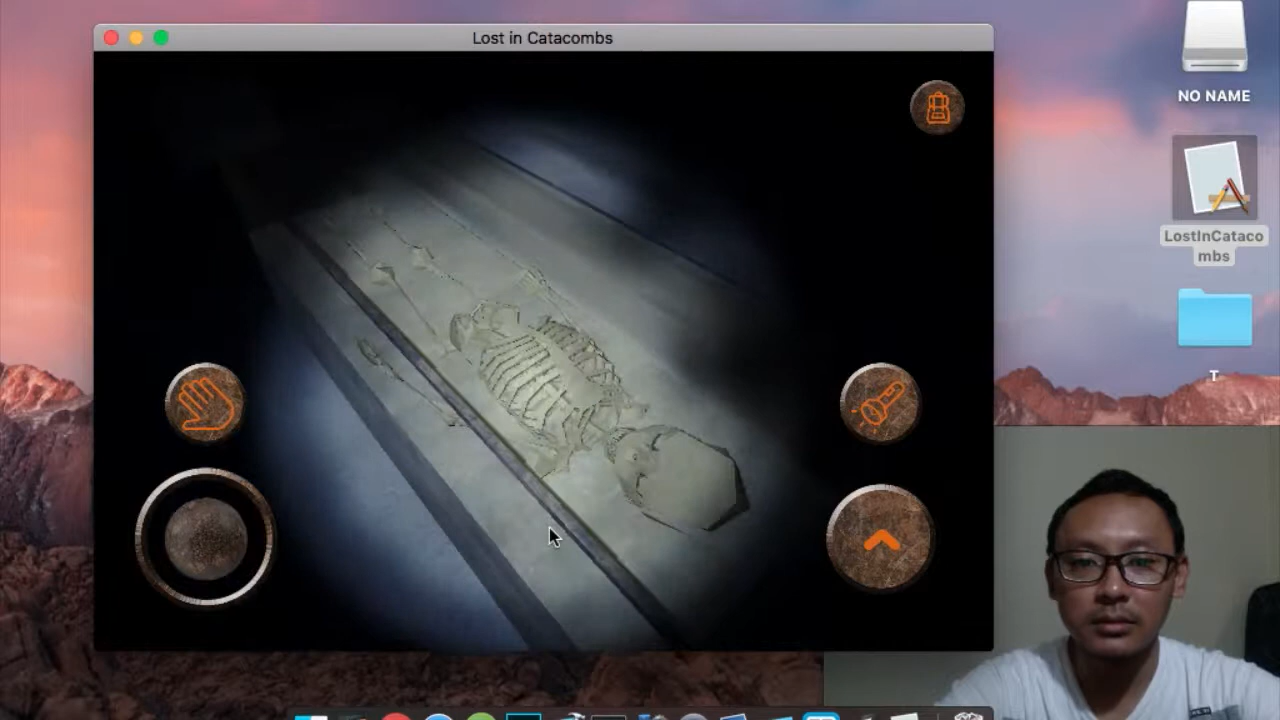 Lost in Catacombs
NO NAME
LostInCataco
mbs
T